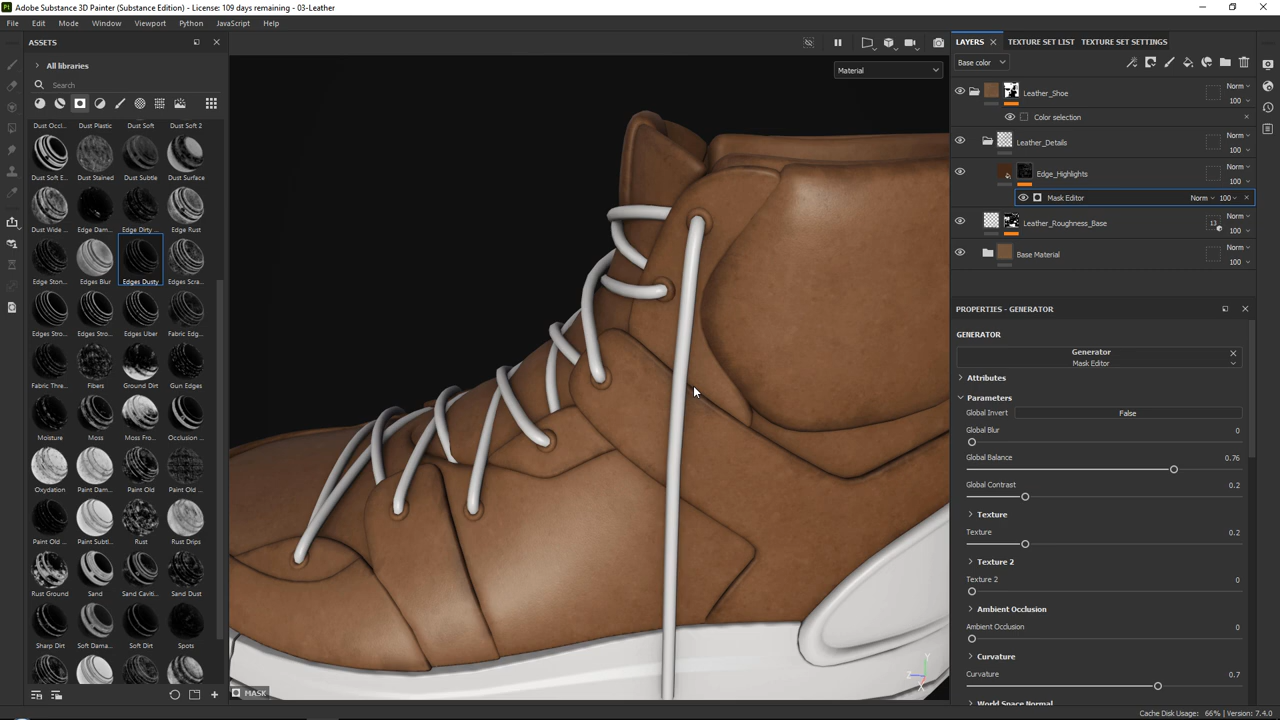 Adobe Substance 3D Painter (Substance Edition) - License: 109 days remaining - 03-Leather
File Edit Mode Window Viewport Python JavaScript Help
ASSETS
All libraries
Search
Dust Occl... Dust Plastic Dust Soft Dust Soft 2
Dust Soft E... Dust Stained Dust Subtle Dust Surface
Dust Wide ... Edge Dam... Edge Dirty ... Edge Rust
Edge Ston... Edges Blur Edges Dusty Edges Scra...
Edges Stro... Edges Stro... Edges Uber Fabric Edg...
Fabric Thre... Fibers Ground Dirt Gun Edges
Moisture Moss Moss Fro... Occlusion ...
Oxydation Paint Dam... Paint Old Paint Old ...
Paint Old ... Paint Subtl... Rust Rust Drips
Rust Ground Sand Sand Caviti... Sand Dust
Sharp Dirt Soft Dama... Soft Dirt Spots
Material
MASK
Y
Z
X
LAYERS TEXTURE SET LIST TEXTURE SET SETTINGS
Base color
Leather_Shoe Norm
100
Color selection
Leather_Details Norm
100
Edge_Highlights Norm
100
Mask Editor Norm 100
Leather_Roughness_Base 13 Norm
100
Base Material Norm
100
PROPERTIES - GENERATOR
GENERATOR
Generator
Mask Editor
Attributes
Parameters
Global Invert False
Global Blur 0
Global Balance 0.76
Global Contrast 0.2
Texture
Texture 0.2
Texture 2
Texture 2 0
Ambient Occlusion
Ambient Occlusion 0
Curvature
Curvature 0.7
World Space Normal
Cache Disk Usage: 66% | Version: 7.4.0